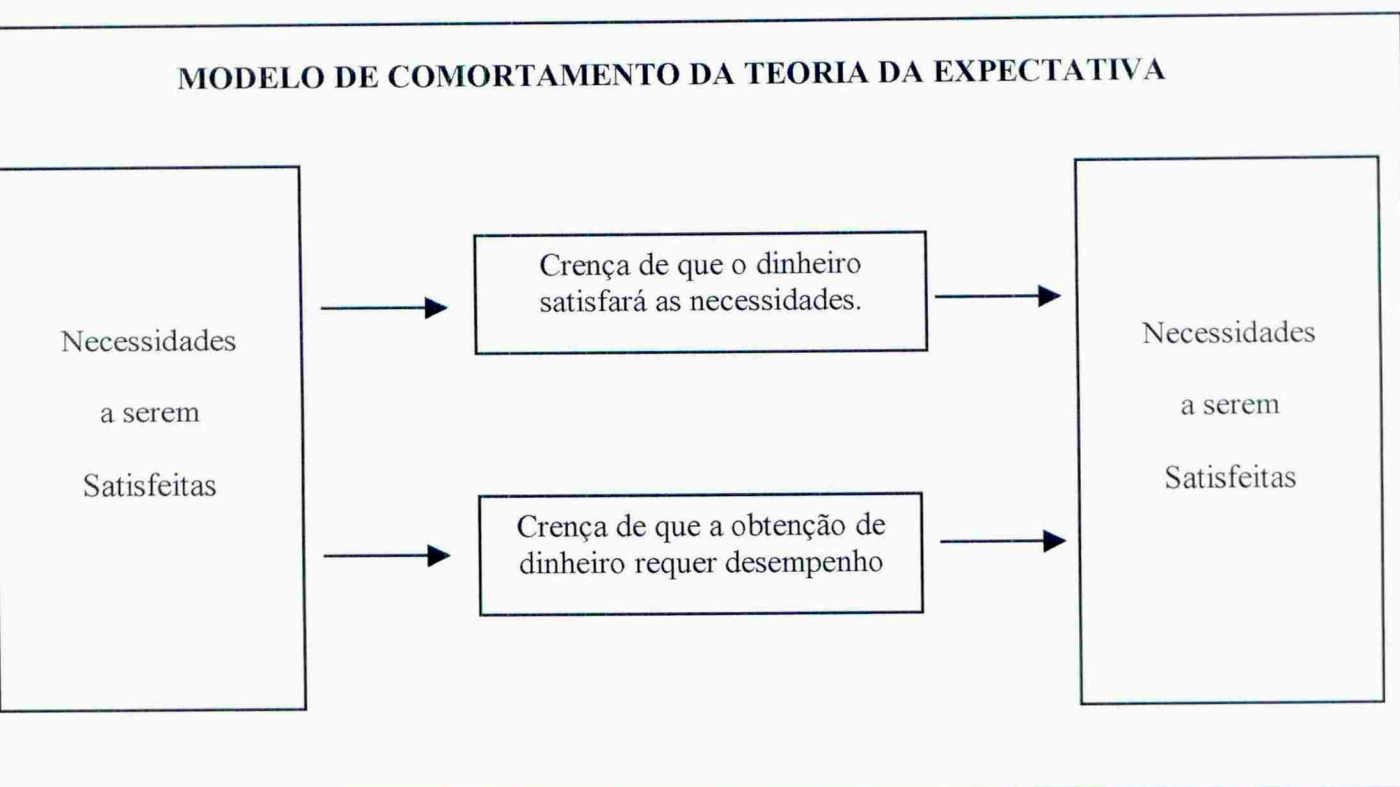 MODELO DE COMORTAMENTO DA TEORIA DA EXPECTATIVA
Necessidades
a serem
Satisfeitas
Crença de que o dinheiro
satisfará as necessidades.
Crença de que a obtenção de
dinheiro requer desempenho
Necessidades
a serem
Satisfeitas